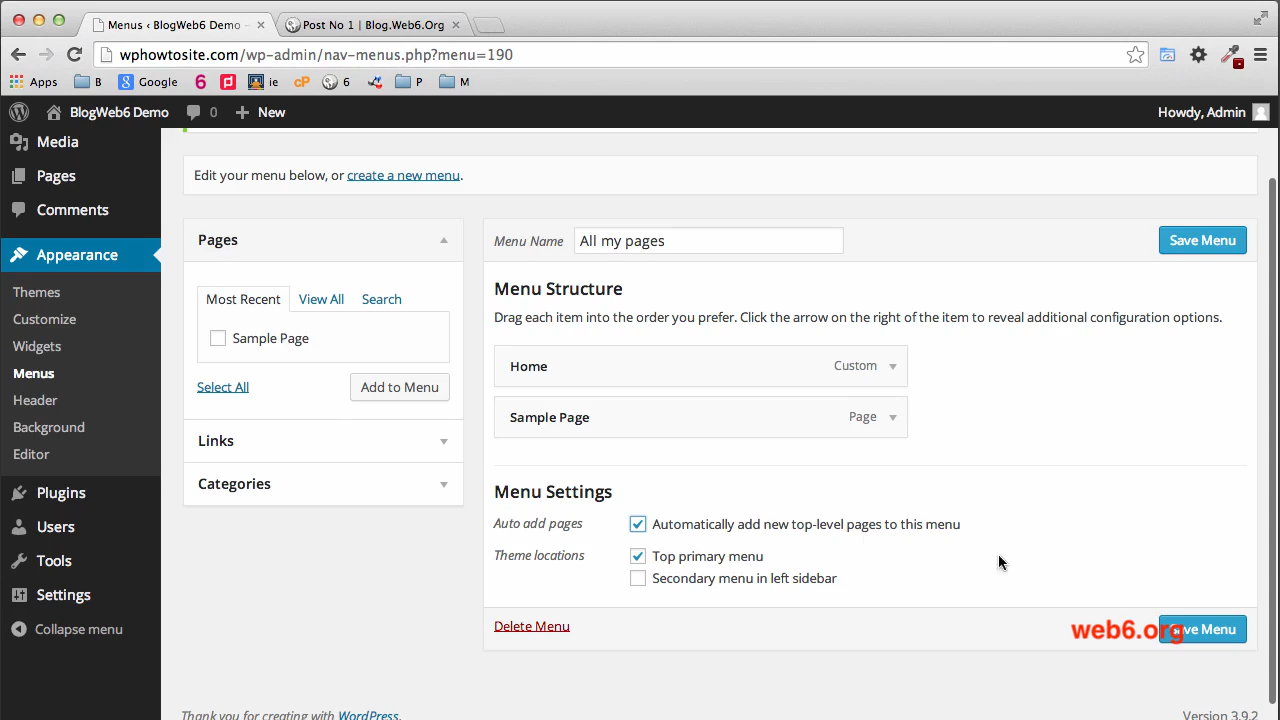 Menus ‹ BlogWeb6 Demo
Post No 1 | Blog.Web6.Org
wphowtosite.com/wp-admin/nav-menus.php?menu=190
Apps B Google 6 ie cP 6 P M
BlogWeb6 Demo 0 New Howdy, Admin
Media
Pages
Comments
Appearance
Themes
Customize
Widgets
Menus
Header
Background
Editor
Plugins
Users
Tools
Settings
Collapse menu
Edit your menu below, or create a new menu.
Pages
Most Recent View All Search
Sample Page
Select All Add to Menu
Links
Categories
Menu Name All my pages Save Menu
Menu Structure
Drag each item into the order you prefer. Click the arrow on the right of the item to reveal additional configuration options.
Home Custom
Sample Page Page
Menu Settings
Auto add pages Automatically add new top-level pages to this menu
Theme locations Top primary menu
Secondary menu in left sidebar
Delete Menu Save Menu
web6.org
Thank you for creating with WordPress. Version 3.9.2